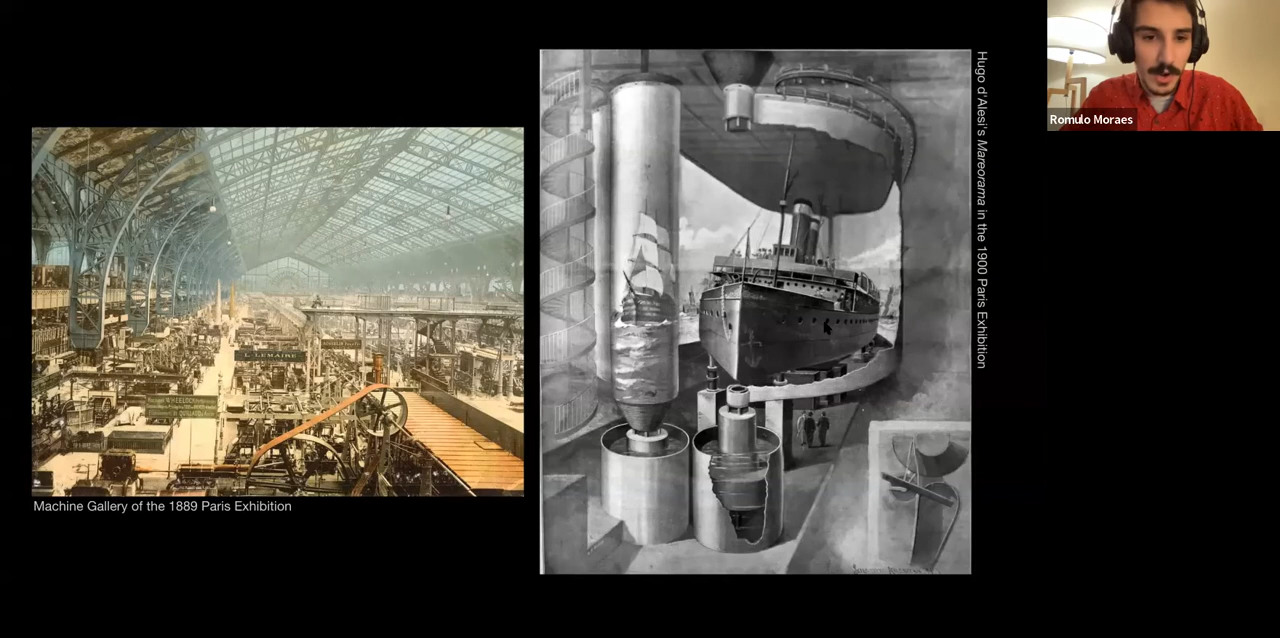 Machine Gallery of the 1889 Paris Exhibition
L. LEMAIRE
Hugo d'Alesi's Mareorama in the 1900 Paris Exhibition
Romulo Moraes